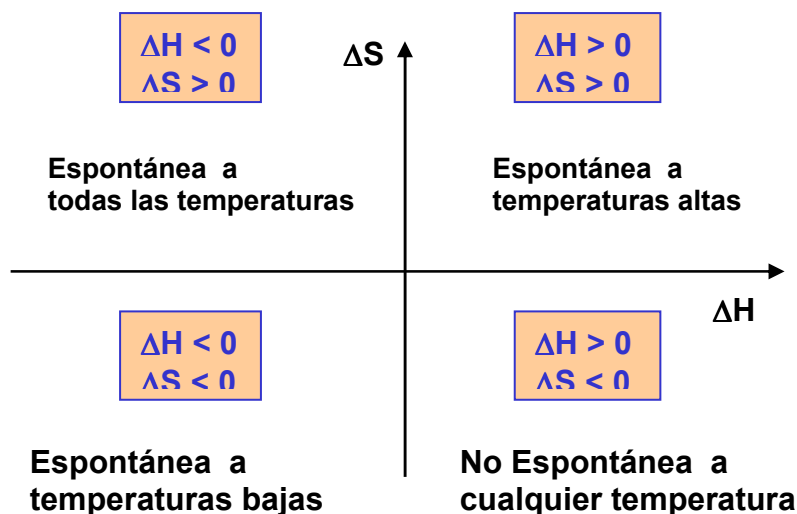 ΔH < 0
ΔS > 0
ΔS
ΔH > 0
ΔS > 0
Espontánea a
todas las temperaturas
Espontánea a
temperaturas altas
ΔH
ΔH < 0
ΔS < 0
ΔH > 0
ΔS < 0
Espontánea a
temperaturas bajas
No Espontánea a
cualquier temperatura